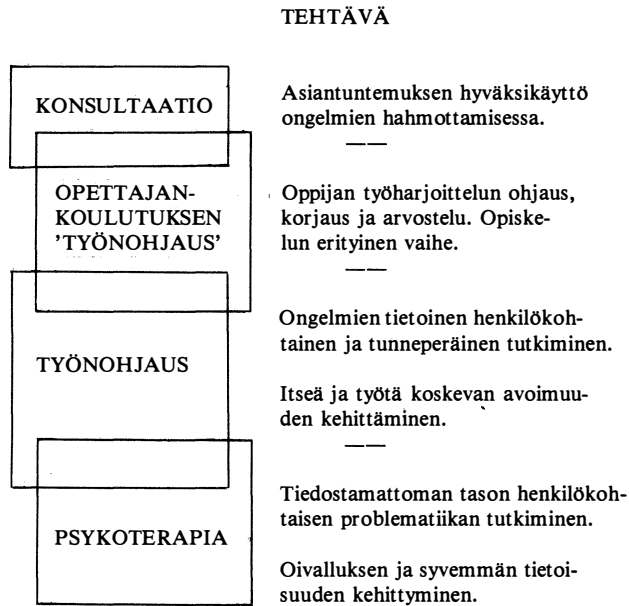 TEHTÄVÄ
KONSULTAATIO
Asiantuntemuksen hyväksikäyttö
ongelmien hahmottamisessa.
——
OPETTAJAN-
KOULUTUKSEN
'TYÖNOHJAUS'
Oppijan työharjoittelun ohjaus,
korjaus ja arvostelu. Opiske-
lun erityinen vaihe.
——
TYÖNOHJAUS
Ongelmien tietoinen henkilökoh-
tainen ja tunneperäinen tutkiminen.
Itseä ja työtä koskevan avoimuu-
den kehittäminen.
——
PSYKOTERAPIA
Tiedostamattoman tason henkilökoh-
taisen problematiikan tutkiminen.
Oivalluksen ja syvemmän tietoi-
suuden kehittyminen.